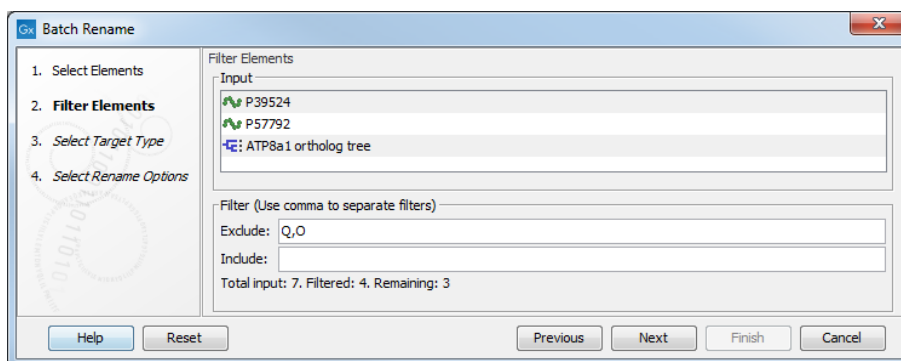 Gx Batch Rename
1. Select Elements
2. Filter Elements
3. Select Target Type
4. Select Rename Options
Filter Elements
Input
P39524
P57792
ATP8a1 ortholog tree
Filter (Use comma to separate filters)
Exclude: Q,O
Include:
Total input: 7. Filtered: 4. Remaining: 3
Help Reset Previous Next Finish Cancel